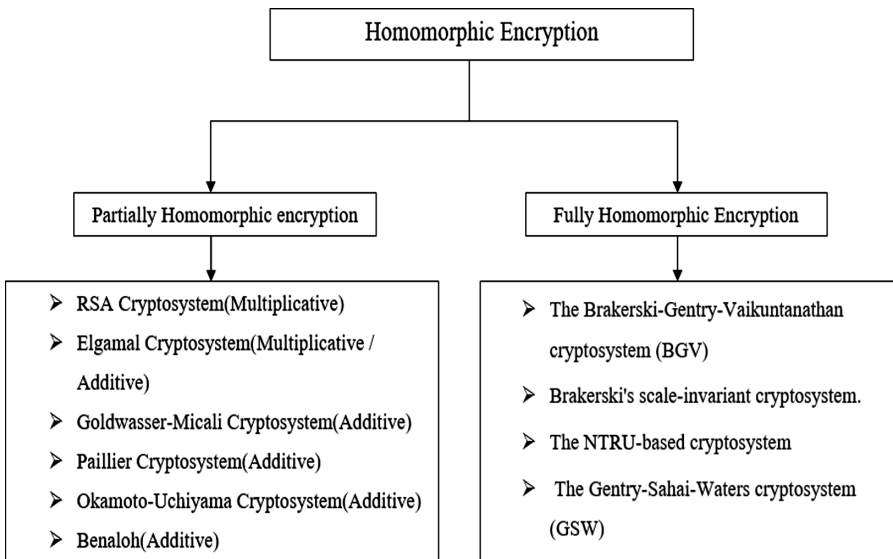 Homomorphic Encryption
Partially Homomorphic encryption
Fully Homomorphic Encryption
➢ RSA Cryptosystem(Multiplicative)
➢ Elgamal Cryptosystem(Multiplicative /
Additive)
➢ Goldwasser-Micali Cryptosystem(Additive)
➢ Paillier Cryptosystem(Additive)
➢ Okamoto-Uchiyama Cryptosystem(Additive)
➢ Benaloh(Additive)
➢ The Brakerski-Gentry-Vaikuntanathan
cryptosystem (BGV)
➢ Brakerski's scale-invariant cryptosystem.
➢ The NTRU-based cryptosystem
➢ The Gentry-Sahai-Waters cryptosystem
(GSW)